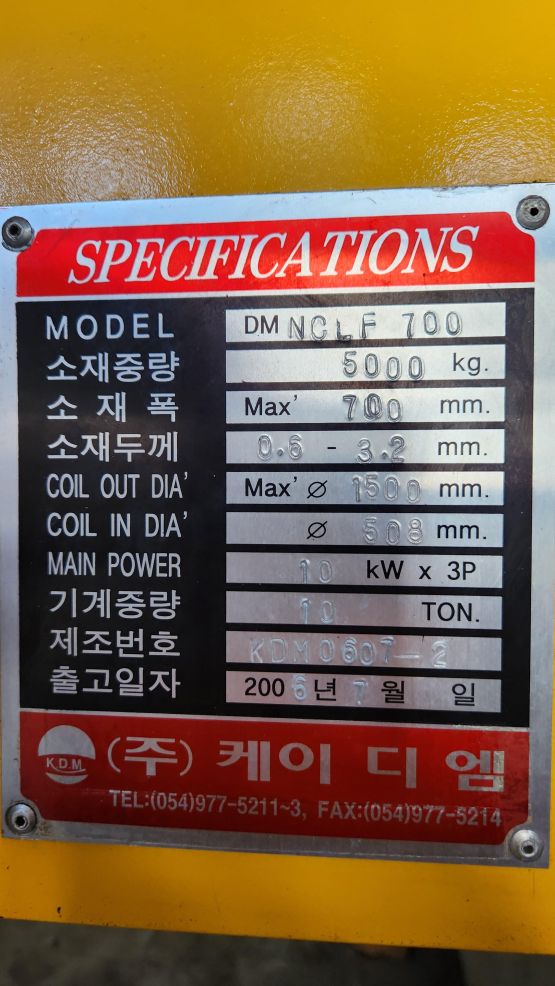 SPECIFICATIONS
MODEL DM NCLF 700
소재중량 5000 kg.
소 재 폭 Max' 700 mm.
소재두께 0.6 - 3.2 mm.
COIL OUT DIA' Max' Ø 1500 mm.
COIL IN DIA' Ø 508 mm.
MAIN POWER 10 kW x 3P
기계중량 10 TON.
제조번호 KDM0607-2
출고일자 2006년 7월 일
K.D.M. (주) 케이 디 엠
TEL:(054)977-5211~3, FAX:(054)977-5214